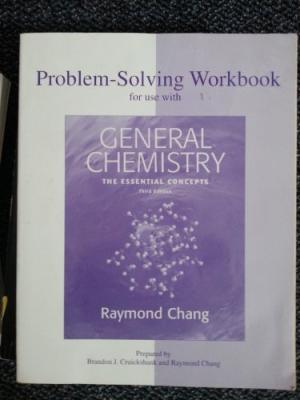 Problem-Solving Workbook
for use with
GENERAL
CHEMISTRY
THE ESSENTIAL CONCEPTS
Third Edition
Raymond Chang
Prepared by
Brandon J. Cruickshank and Raymond Chang